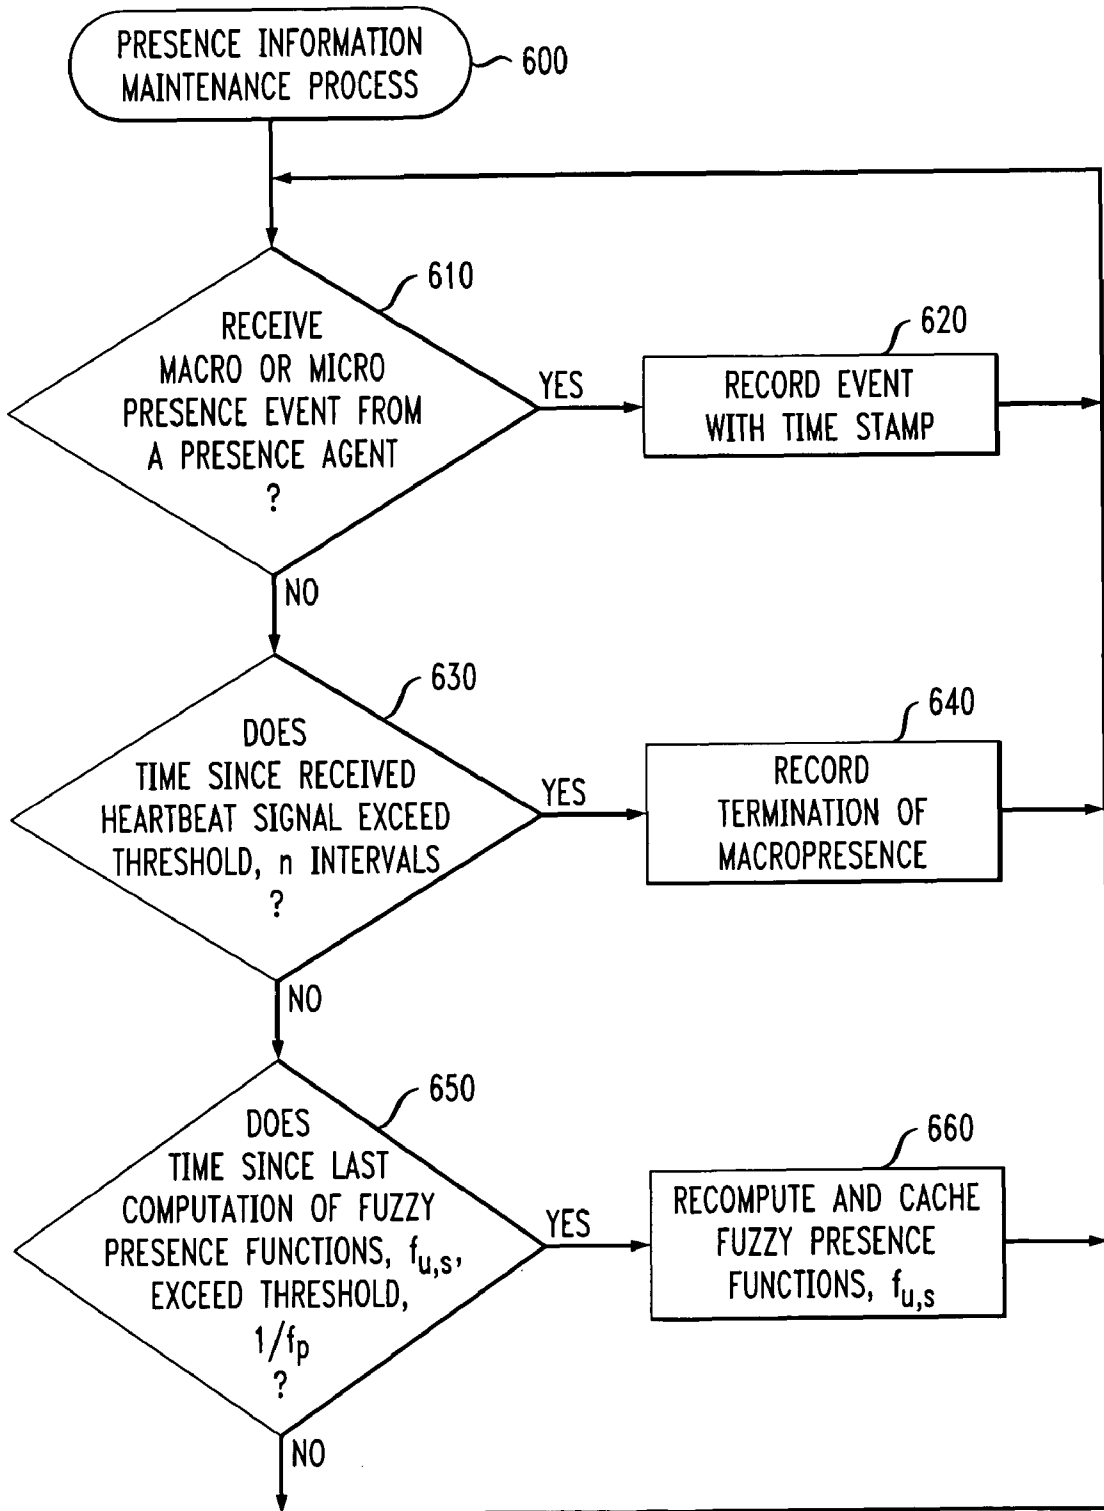 PRESENCE INFORMATION
MAINTENANCE PROCESS
600
610
RECEIVE
MACRO OR MICRO
PRESENCE EVENT FROM
A PRESENCE AGENT
?
YES
620
RECORD EVENT
WITH TIME STAMP
NO
630
DOES
TIME SINCE RECEIVED
HEARTBEAT SIGNAL EXCEED
THRESHOLD, n INTERVALS
?
YES
640
RECORD
TERMINATION OF
MACROPRESENCE
NO
650
DOES
TIME SINCE LAST
COMPUTATION OF FUZZY
PRESENCE FUNCTIONS, f_{u,s},
EXCEED THRESHOLD,
1/f_p
?
YES
660
RECOMPUTE AND CACHE
FUZZY PRESENCE
FUNCTIONS, f_{u,s}
NO